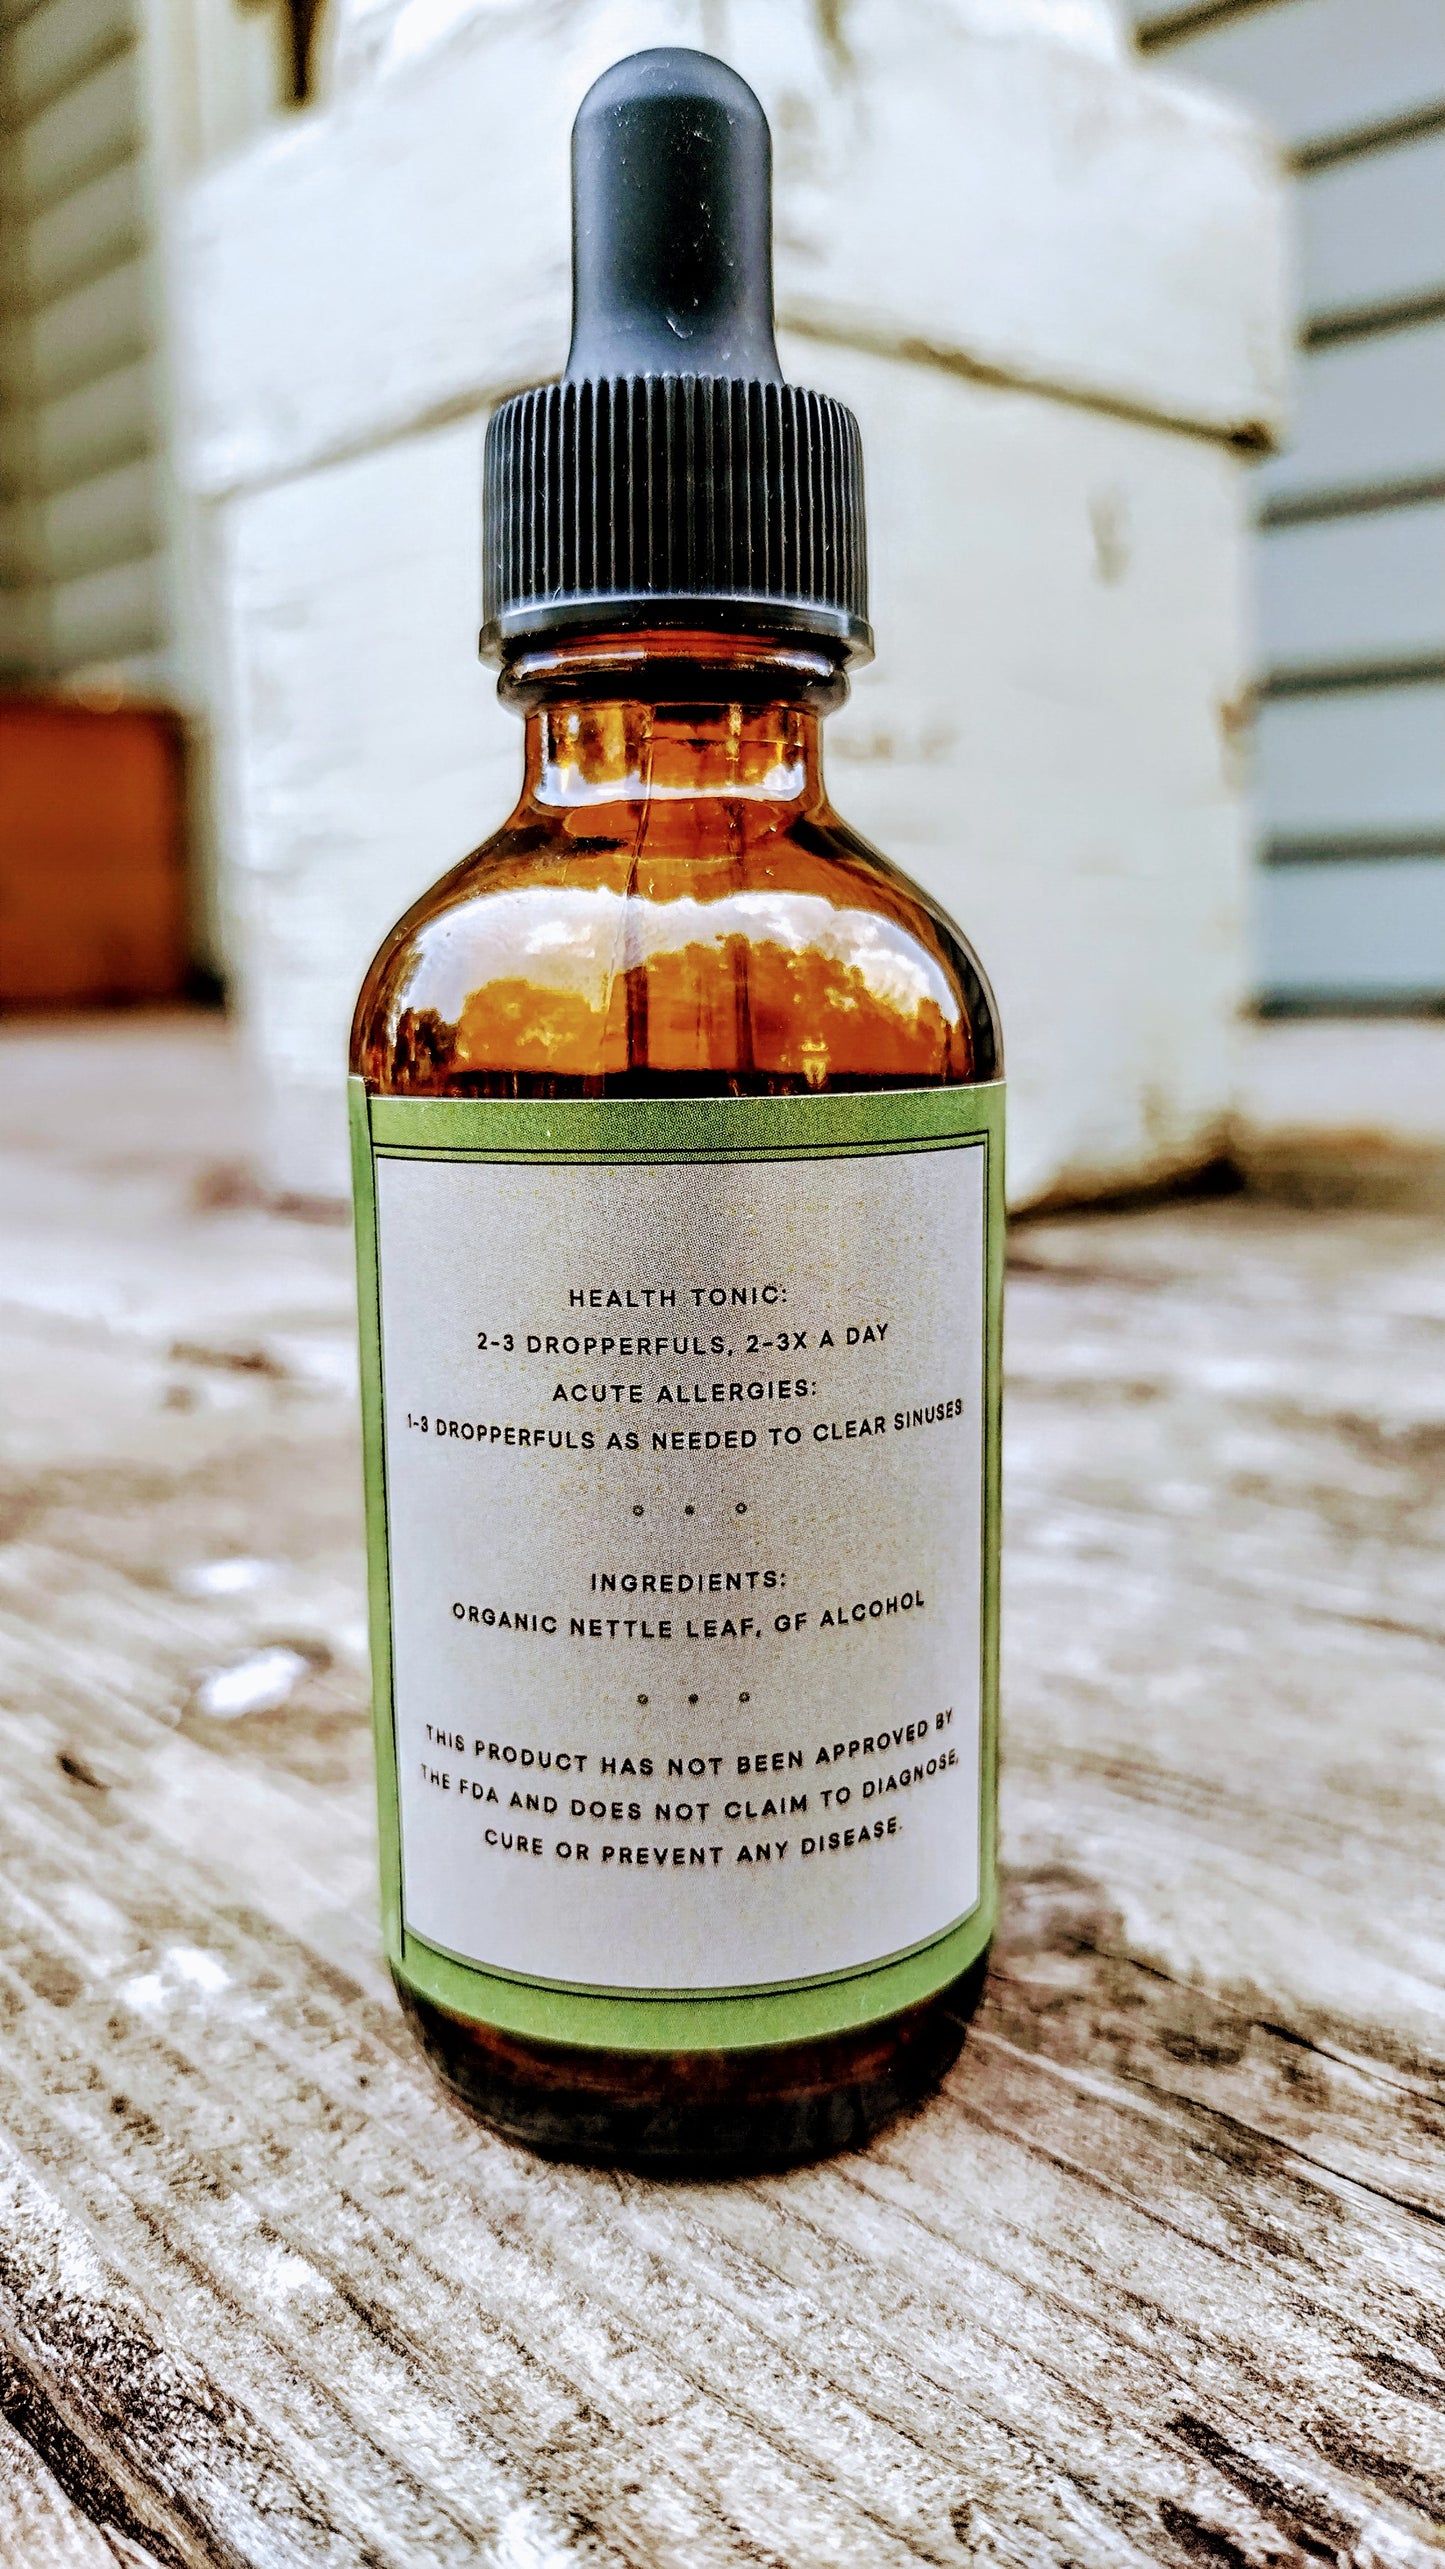 HEALTH TONIC:
2-3 DROPPERFULS, 2-3X A DAY
ACUTE ALLERGIES:
1-3 DROPPERFULS AS NEEDED TO CLEAR SINUSES
INGREDIENTS:
ORGANIC NETTLE LEAF, GF ALCOHOL
THIS PRODUCT HAS NOT BEEN APPROVED BY
THE FDA AND DOES NOT CLAIM TO DIAGNOSE,
CURE OR PREVENT ANY DISEASE.